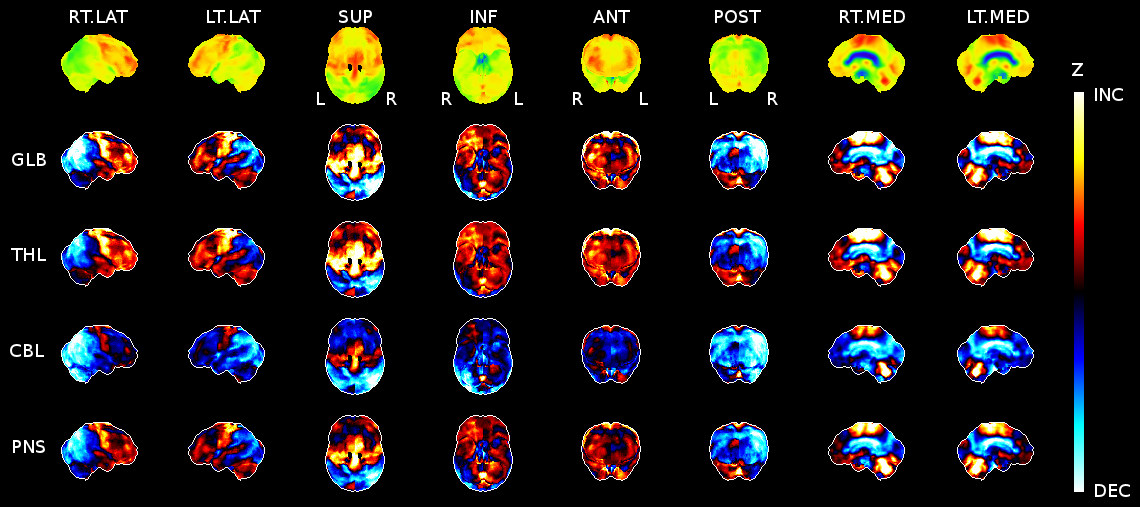 RT.LAT LT.LAT SUP INF ANT POST RT.MED LT.MED
Z
L R R L R L L R
INC
GLB
THL
CBL
PNS
DEC